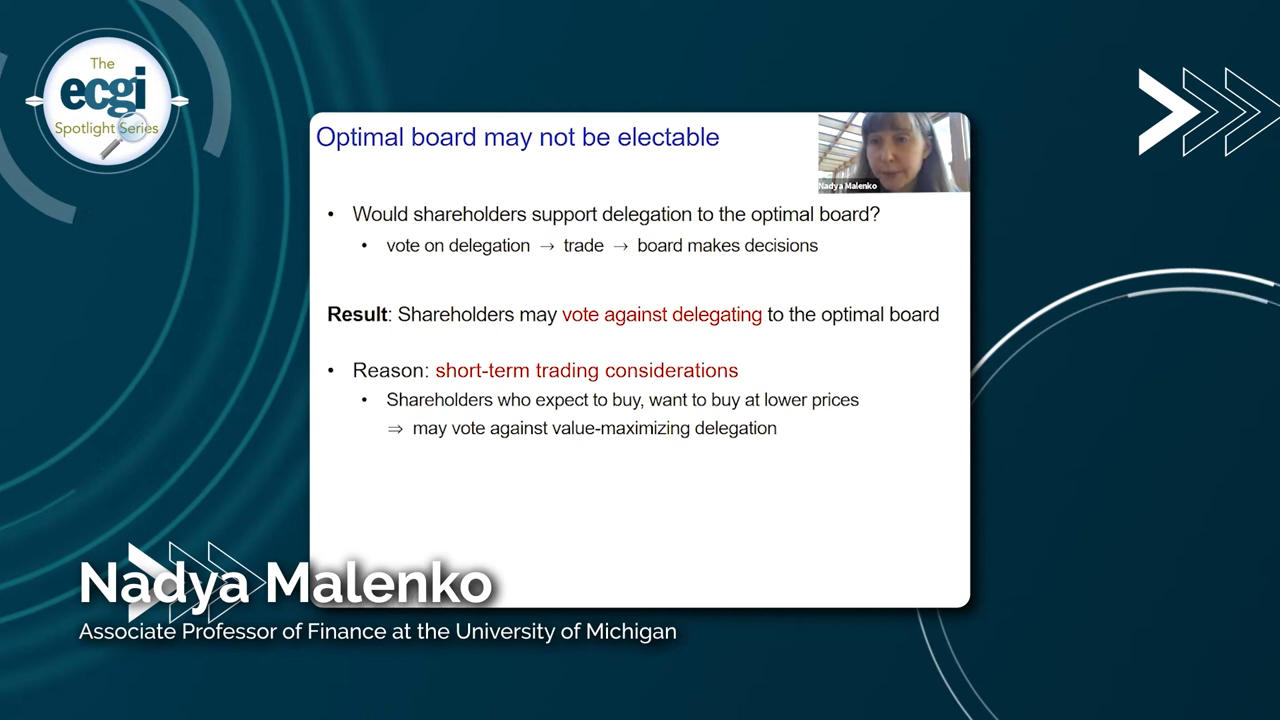 The
ecgi
Spotlight Series
Optimal board may not be electable
Nadya Malenko
• Would shareholders support delegation to the optimal board?
• vote on delegation → trade → board makes decisions
Result: Shareholders may vote against delegating to the optimal board
• Reason: short-term trading considerations
• Shareholders who expect to buy, want to buy at lower prices
⇒ may vote against value-maximizing delegation
Nadya Malenko
Associate Professor of Finance at the University of Michigan